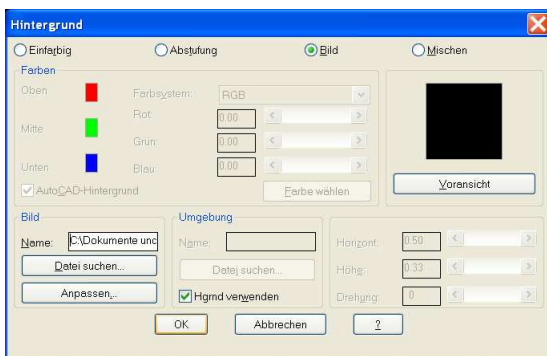 Hintergrund
Einfarbig Abstufung Bild Mischen
Farben
Oben Farbsystem: RGB
Rot: 0.00
Mitte
Grün: 0.00
Unten Blau: 0.00
AutoCAD-Hintergrund Farbe wählen
Voransicht
Bild Umgebung
Name: C:\Dokumente unc Name: Horizont: 0.50
Datei suchen... Datei suchen... Höhe: 0.33
Anpassen... Hgrnd verwenden Drehung: 0
OK Abbrechen ?